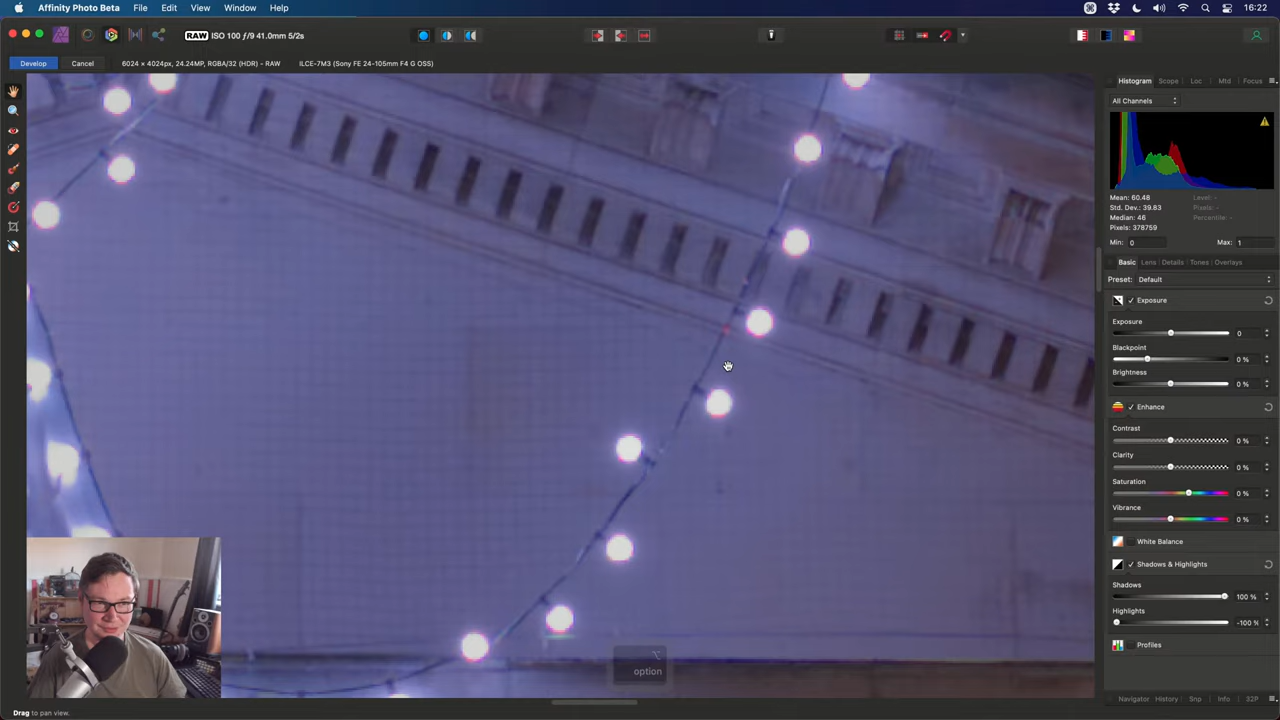 Affinity Photo Beta File Edit View Window Help 16:22
RAW ISO 100 ƒ/9 41.0mm 5/2s
Develop Cancel 6024 x 4024px, 24.24MP, RGBA/32 (HDR) - RAW ILCE-7M3 (Sony FE 24-105mm F4 G OSS)
Histogram Scope Loc Mtd Focus
All Channels
Mean: 60.48 Level: -
Std. Dev.: 39.83 Pixels: -
Median: 46 Percentile: -
Pixels: 378759
Min: 0 Max: 1
Basic Lens Details Tones Overlays
Preset: Default
Exposure
Exposure
0
Blackpoint
0 %
Brightness
0 %
Enhance
Contrast
0 %
Clarity
0 %
Saturation
0 %
Vibrance
0 %
White Balance
Shadows & Highlights
Shadows
100 %
Highlights
-100 %
Profiles
option
Navigator History Snp Info 32P
Drag to pan view.